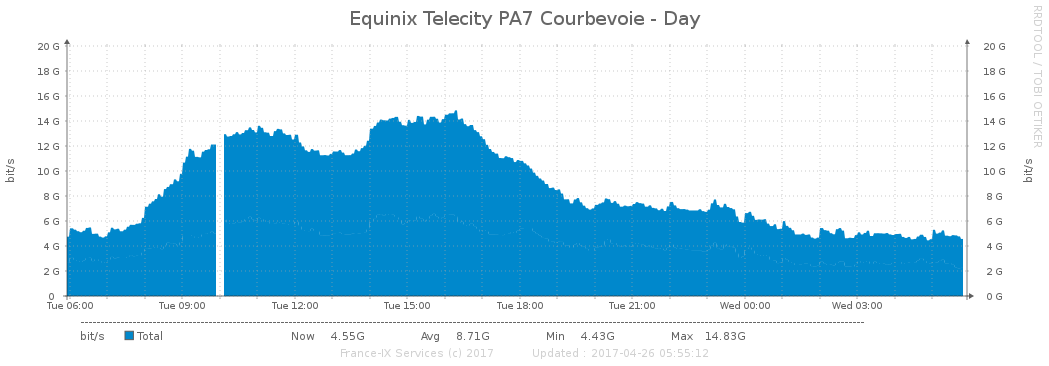 Equinix Telecity PA7 Courbevoie - Day
RRDTOOL / TOBI OETIKER
bit/s
20 G 20 G
18 G 18 G
16 G 16 G
14 G 14 G
12 G 12 G
10 G 10 G
8 G 8 G
6 G 6 G
4 G 4 G
2 G 2 G
0 0 G
bit/s
Tue 06:00 Tue 09:00 Tue 12:00 Tue 15:00 Tue 18:00 Tue 21:00 Wed 00:00 Wed 03:00
bit/s Total Now 4.55G Avg 8.71G Min 4.43G Max 14.83G
France-IX Services (c) 2017 Updated : 2017-04-26 05:55:12